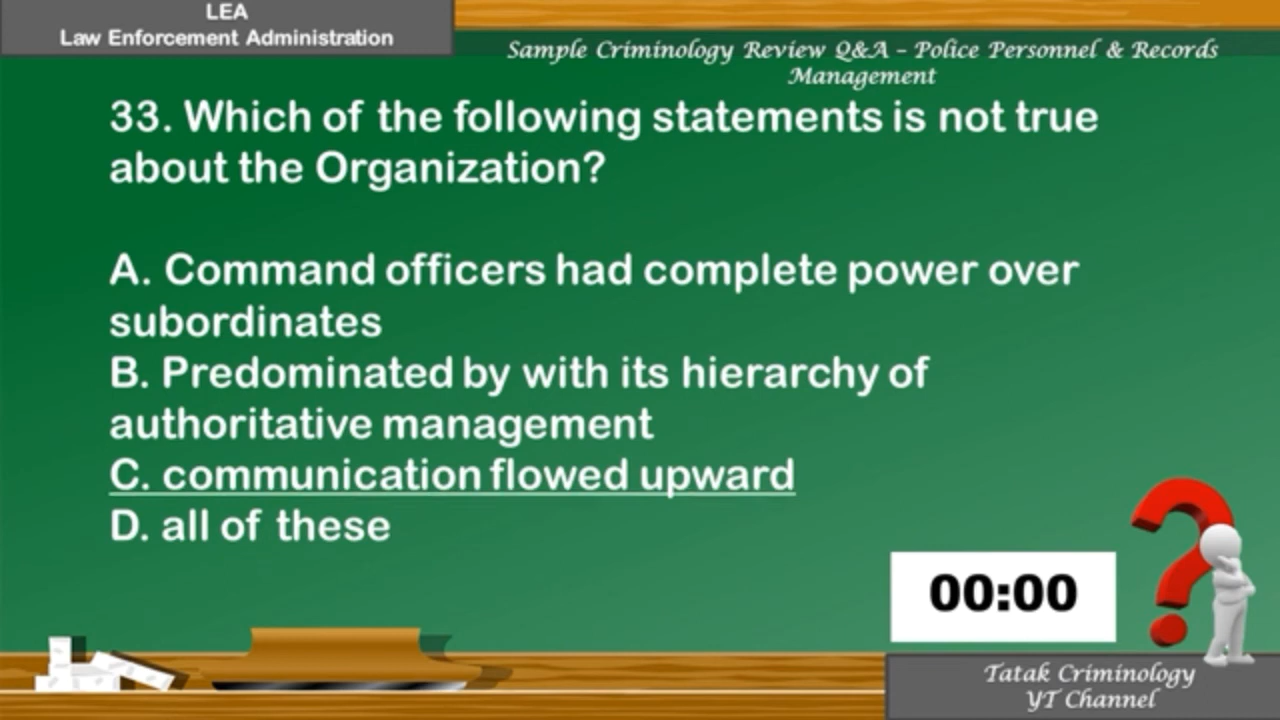 LEA
Law Enforcement Administration
Sample Criminology Review Q&A – Police Personnel & Records
Management
33. Which of the following statements is not true
about the Organization?
A. Command officers had complete power over
subordinates
B. Predominated by with its hierarchy of
authoritative management
C. communication flowed upward
D. all of these
00:00
Tatak Criminology
YT Channel